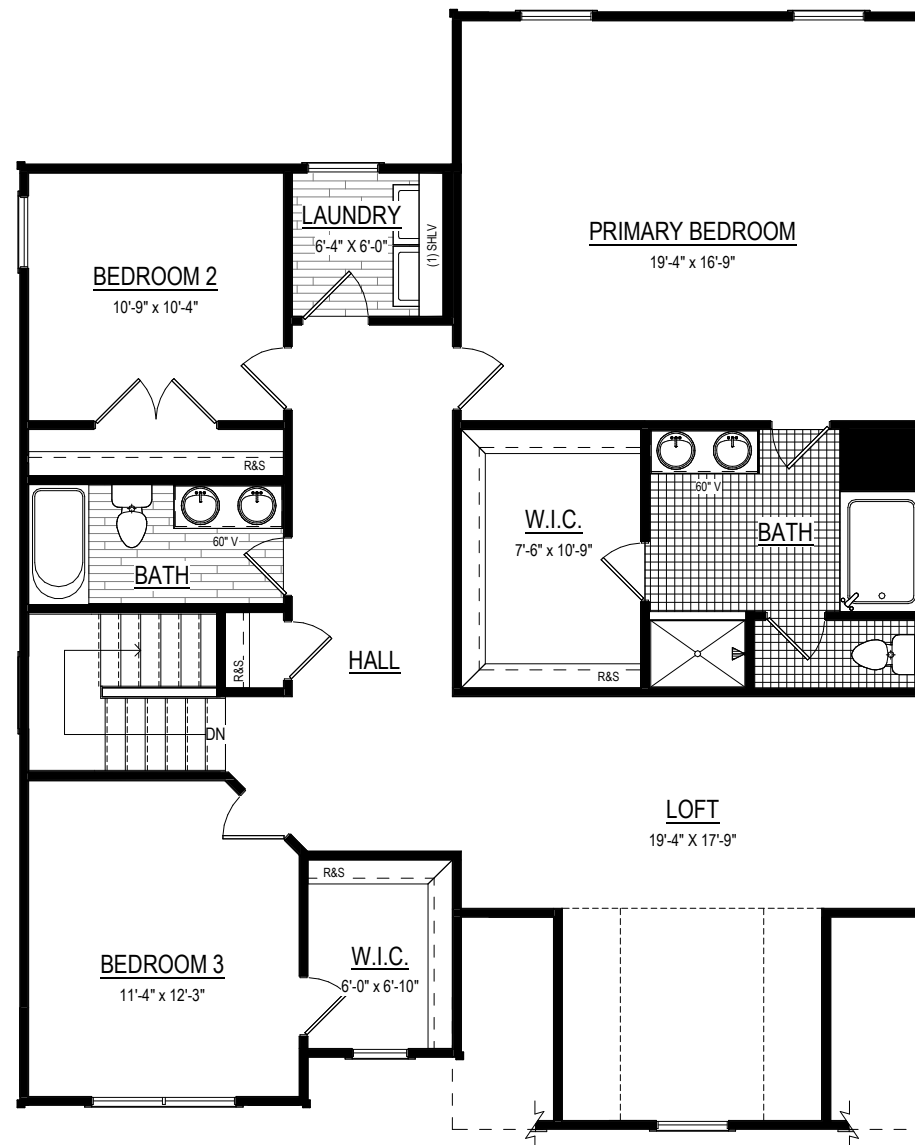 LAUNDRY
6'-4" X 6'-0"
(1) SHLV
PRIMARY BEDROOM
19'-4" x 16'-9"
BEDROOM 2
10'-9" x 10'-4"
R&S
60" V
BATH
W.I.C.
7'-6" x 10'-9"
R&S
60" V
BATH
R&S
HALL
DN
LOFT
19'-4" X 17'-9"
R&S
W.I.C.
6'-0" x 6'-10"
BEDROOM 3
11'-4" x 12'-3"